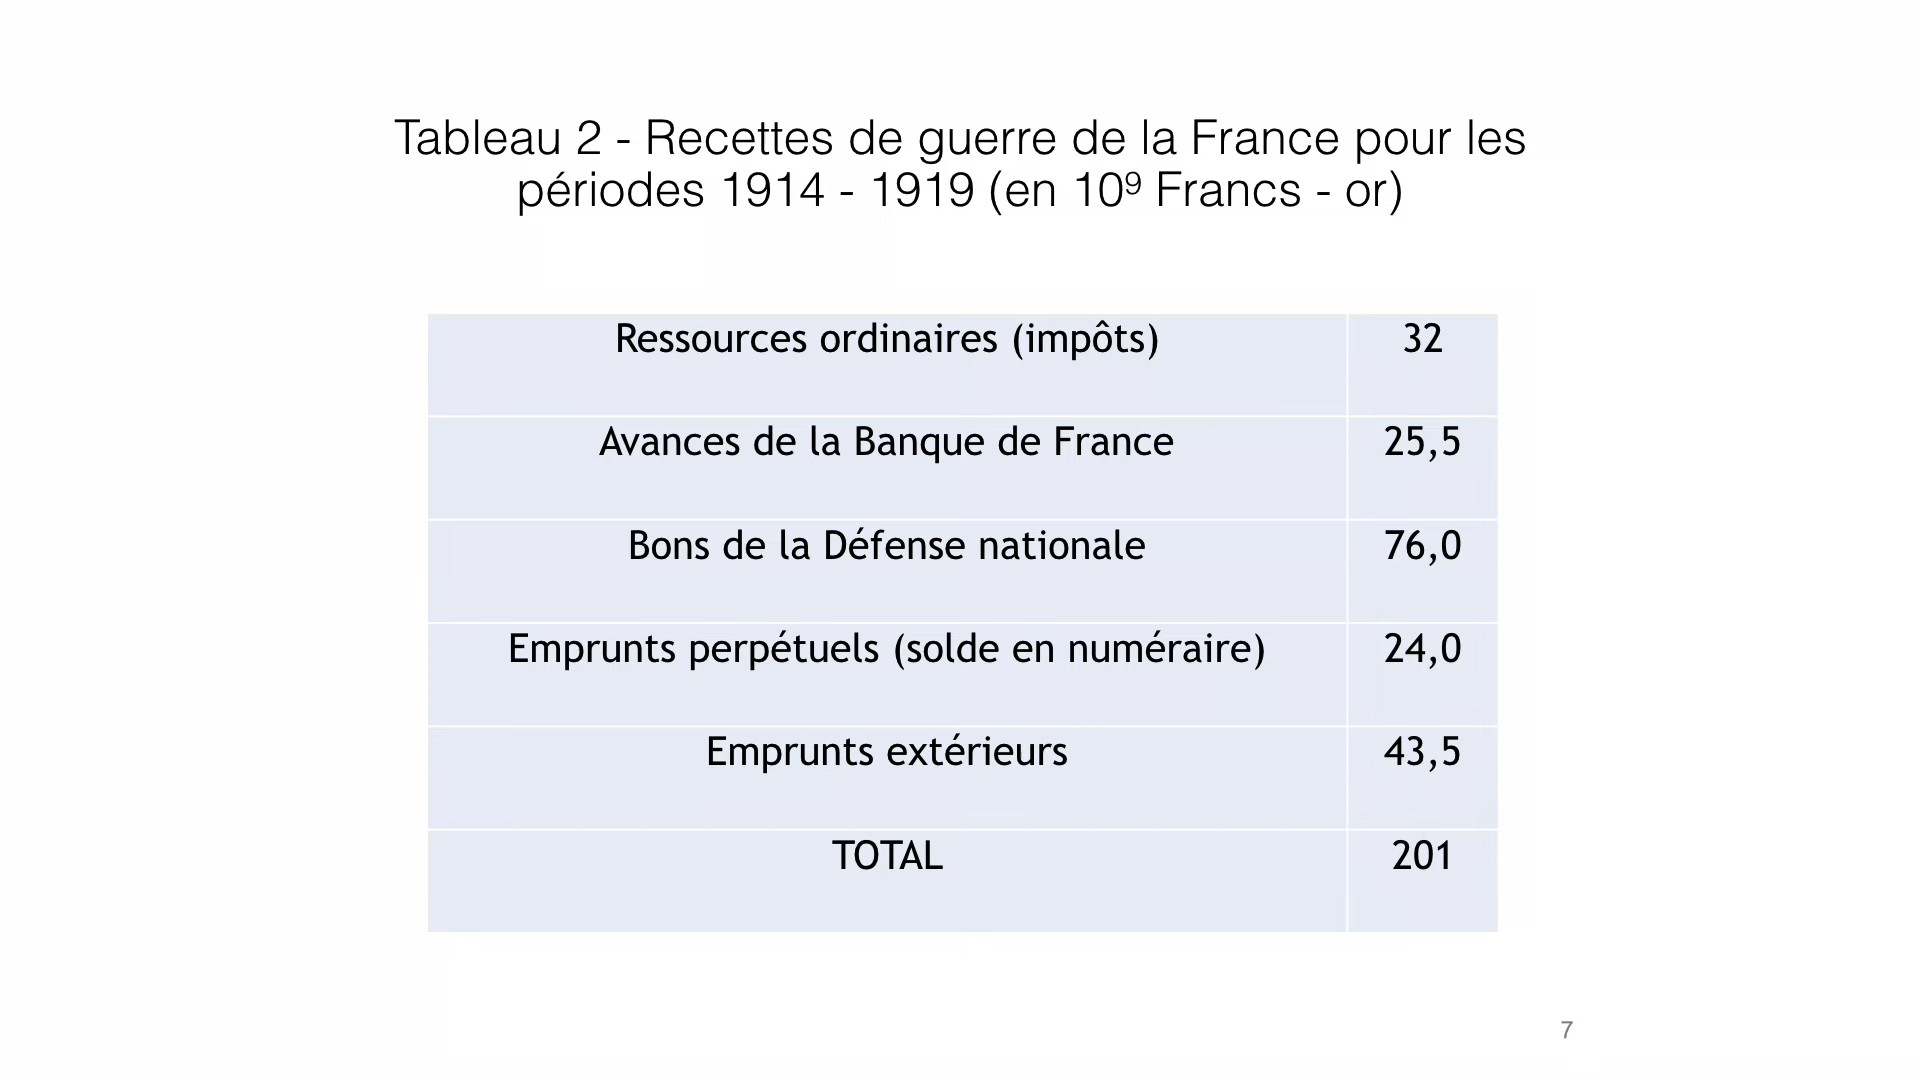 Tableau 2 - Recettes de guerre de la France pour les
périodes 1914 - 1919 (en 10⁹ Francs - or)
Ressources ordinaires (impôts) 32
Avances de la Banque de France 25,5
Bons de la Défense nationale 76,0
Emprunts perpétuels (solde en numéraire) 24,0
Emprunts extérieurs 43,5
TOTAL 201
7